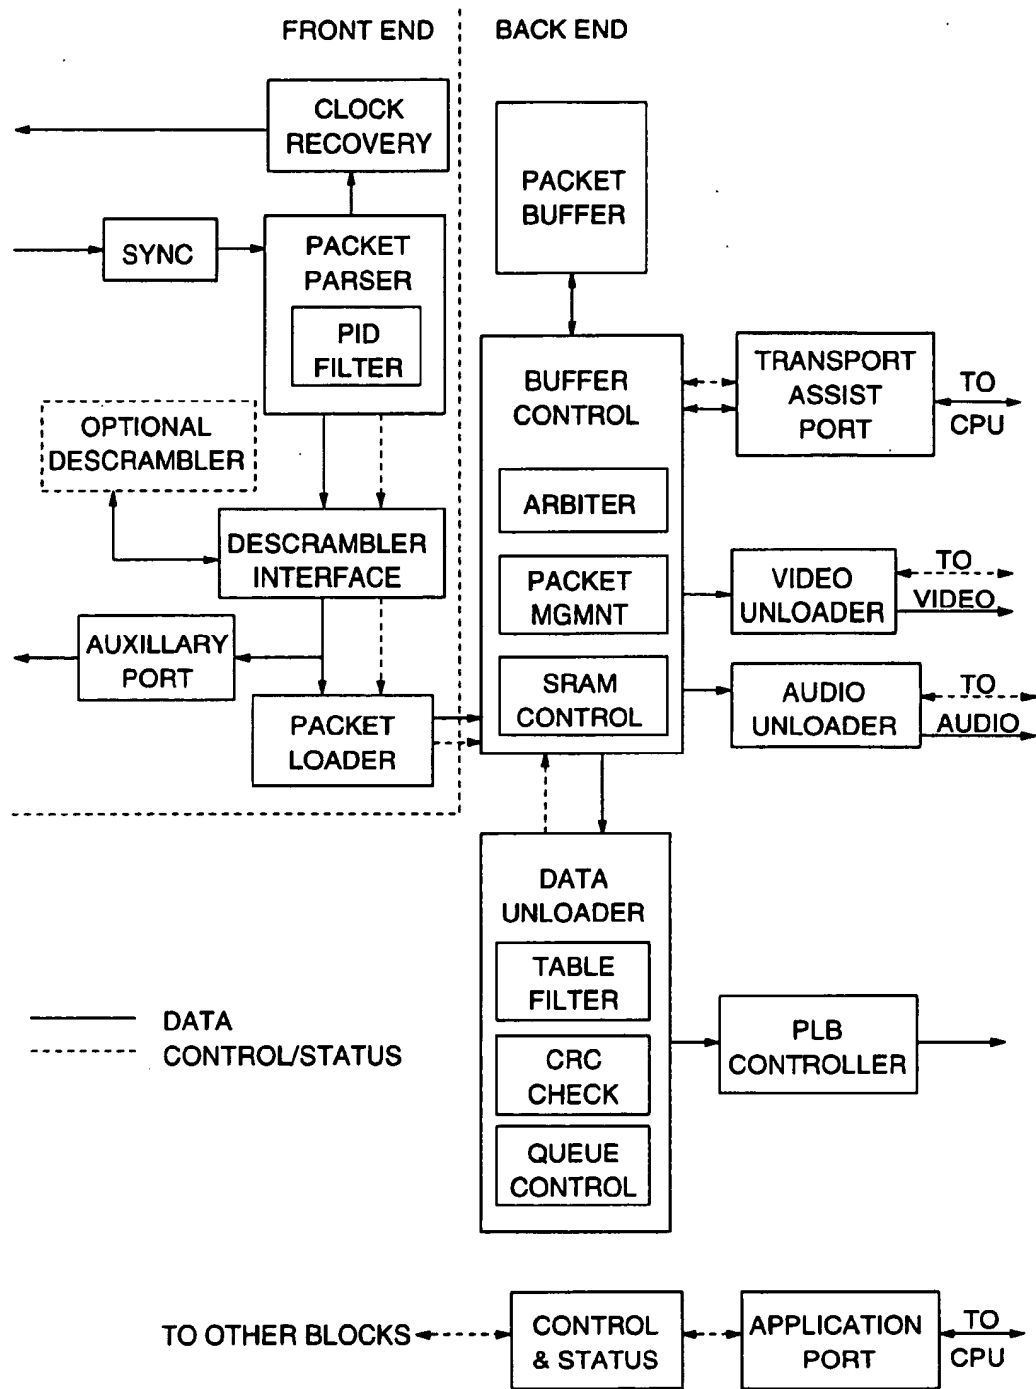 FRONT END
BACK END
CLOCK
RECOVERY
PACKET
BUFFER
SYNC
PACKET
PARSER
PID
FILTER
BUFFER
CONTROL
TRANSPORT
ASSIST
PORT
TO
CPU
OPTIONAL
DESCRAMBLER
ARBITER
DESCRAMBLER
INTERFACE
PACKET
MGMNT
VIDEO
UNLOADER
TO
VIDEO
AUXILLARY
PORT
SRAM
CONTROL
AUDIO
UNLOADER
TO
AUDIO
PACKET
LOADER
DATA
UNLOADER
TABLE
FILTER
DATA
CONTROL/STATUS
CRC
CHECK
PLB
CONTROLLER
QUEUE
CONTROL
TO OTHER BLOCKS
CONTROL
& STATUS
APPLICATION
PORT
TO
CPU